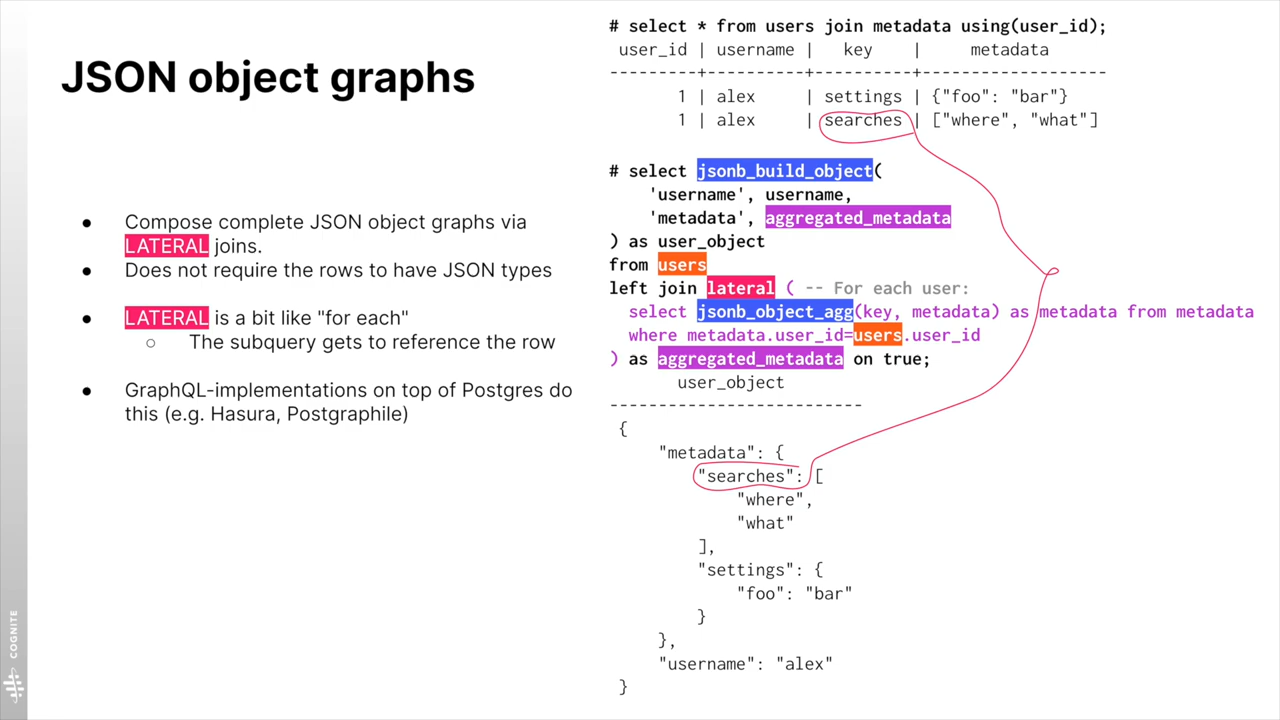 JSON object graphs
● Compose complete JSON object graphs via
LATERAL joins.
● Does not require the rows to have JSON types
● LATERAL is a bit like "for each"
○ The subquery gets to reference the row
● GraphQL-implementations on top of Postgres do
this (e.g. Hasura, Postgraphile)
# select * from users join metadata using(user_id);
user_id | username | key | metadata
---------+----------+----------+-------------------
1 | alex | settings | {"foo": "bar"}
1 | alex | searches | ["where", "what"]
# select jsonb_build_object(
'username', username,
'metadata', aggregated_metadata
) as user_object
from users
left join lateral ( -- For each user:
select jsonb_object_agg(key, metadata) as metadata from metadata
where metadata.user_id=users.user_id
) as aggregated_metadata on true;
user_object
--------------------------
{
"metadata": {
"searches": [
"where",
"what"
],
"settings": {
"foo": "bar"
}
},
"username": "alex"
}
COGNITE